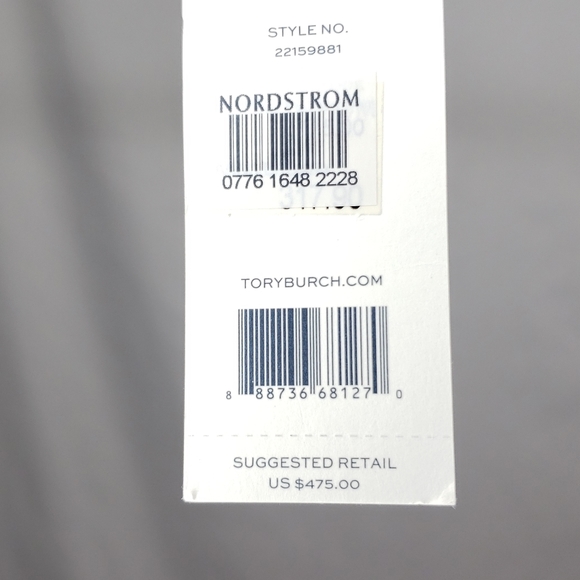 STYLE NO.
22159881
NORDSTROM
0776 1648 2228
TORYBURCH.COM
8 88736 68127 0
SUGGESTED RETAIL
US $475.00